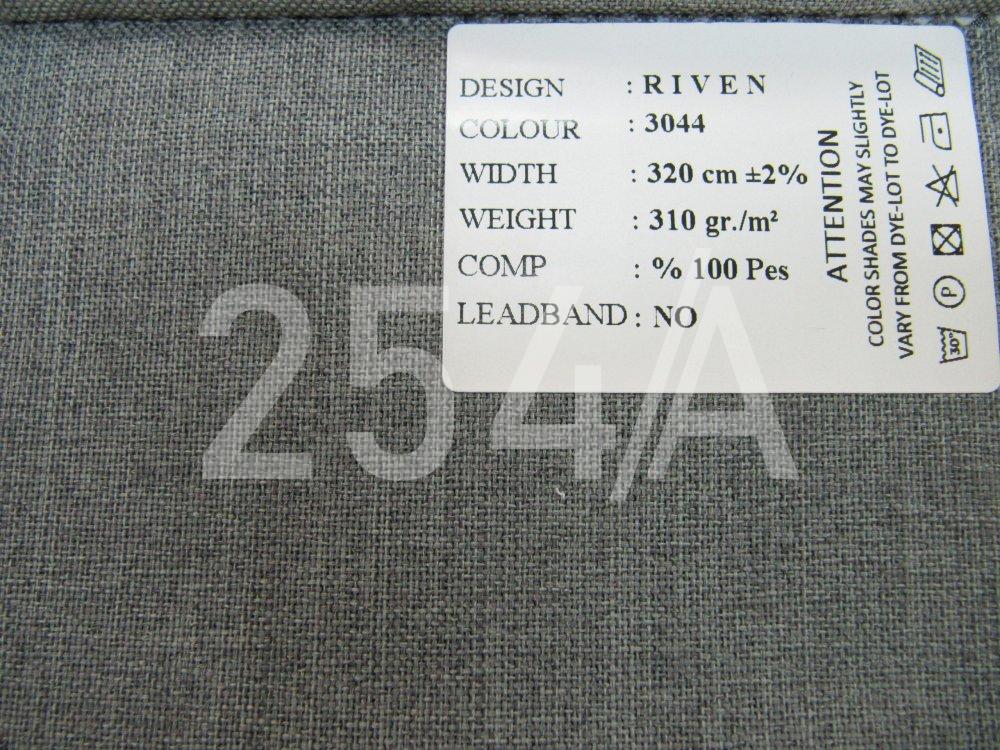 DESIGN : R I V E N
COLOUR : 3044
WIDTH : 320 cm ±2%
WEIGHT : 310 gr./m²
COMP : % 100 Pes
LEADBAND : NO
ATTENTION
COLOR SHADES MAY SLIGHTLY
VARY FROM DYE-LOT TO DYE-LOT
P
30°
254/A